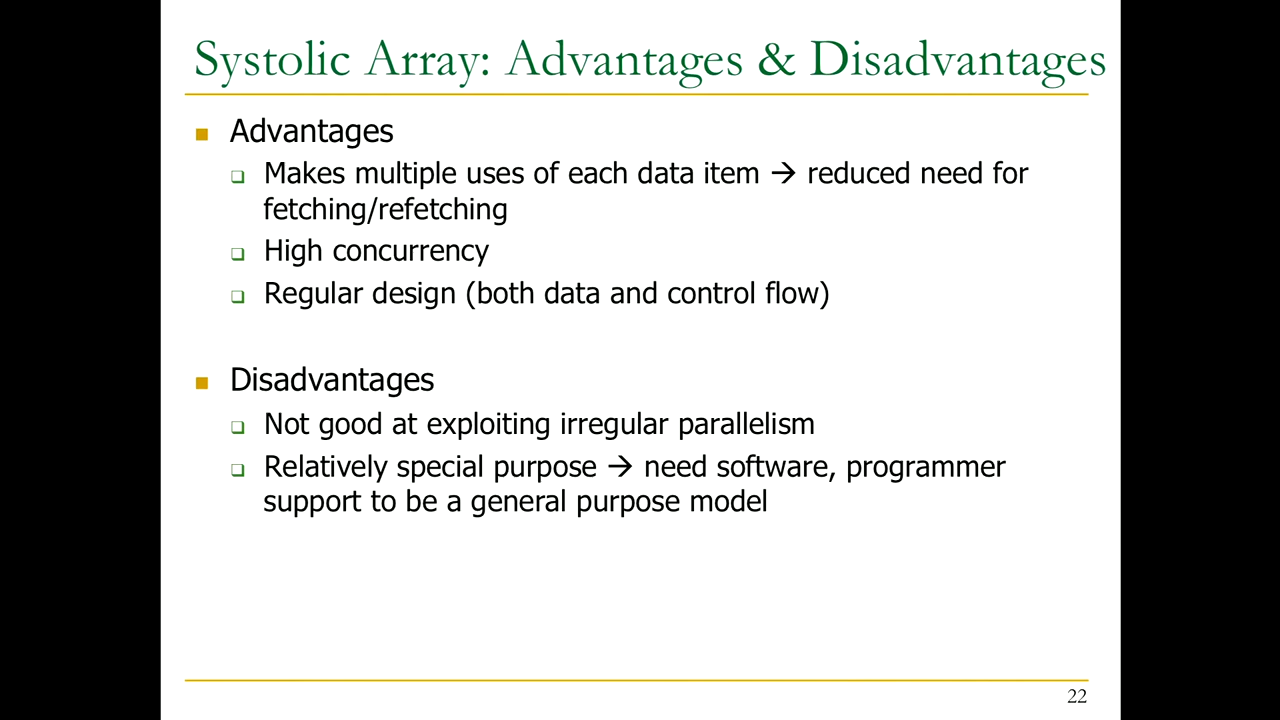 Systolic Array: Advantages & Disadvantages
Advantages
Makes multiple uses of each data item → reduced need for
fetching/refetching
High concurrency
Regular design (both data and control flow)
Disadvantages
Not good at exploiting irregular parallelism
Relatively special purpose → need software, programmer
support to be a general purpose model
22